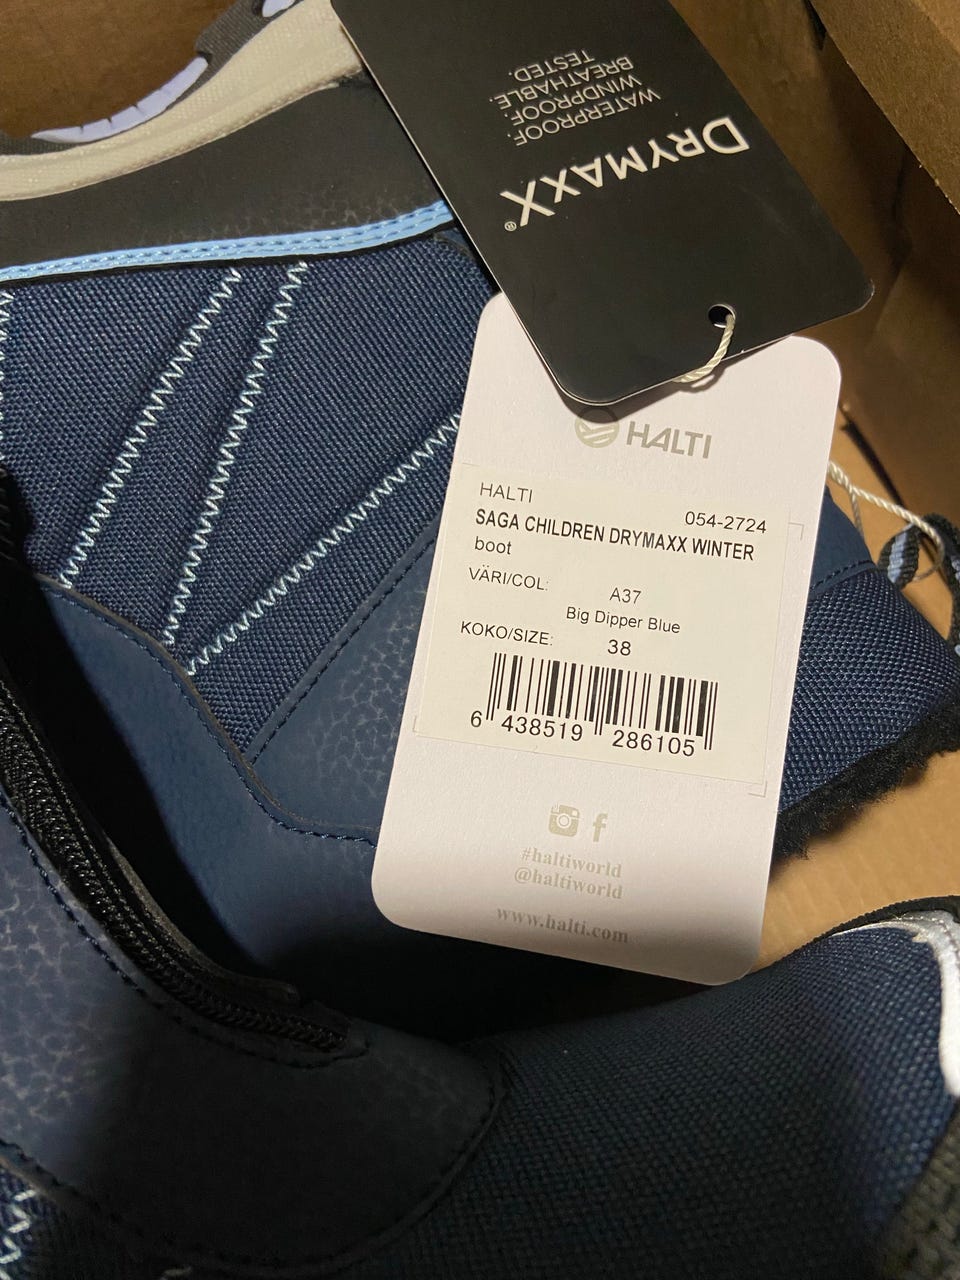 DRYMAXX®
WATERPROOF.
WINDPROOF.
BREATHABLE.
TESTED.
HALTI
HALTI
054-2724
SAGA CHILDREN DRYMAXX WINTER
boot
VÄRI/COL: A37
Big Dipper Blue
KOKO/SIZE: 38
6 438519 286105
#haltiworld
@haltiworld
www.halti.com